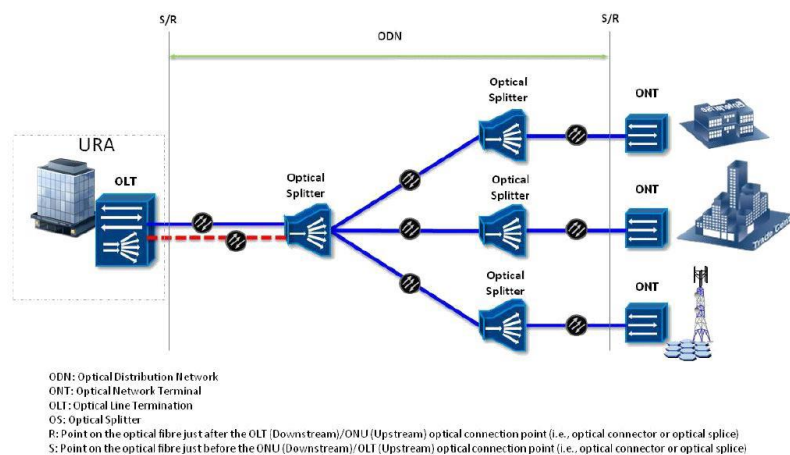 S/R
S/R
ODN
Optical
Splitter
ONT
URA
OLT
Optical
Splitter
Optical
Splitter
ONT
Optical
Splitter
ONT
ODN: Optical Distribution Network
ONT: Optical Network Terminal
OLT: Optical Line Termination
OS: Optical Splitter
R: Point on the optical fibre just after the OLT (Downstream)/ONU (Upstream) optical connection point (i.e., optical connector or optical splice)
S: Point on the optical fibre just before the ONU (Downstream)/OLT (Upstream) optical connection point (i.e., optical connector or optical splice)